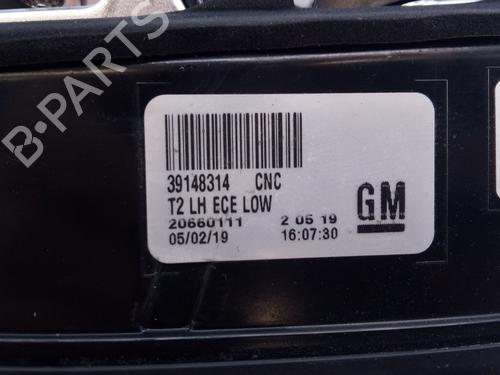 B-PARTS
39148314 CNC
T2 LH ECE LOW
20660111 2 05 19
05/02/19 16:07:30
GM